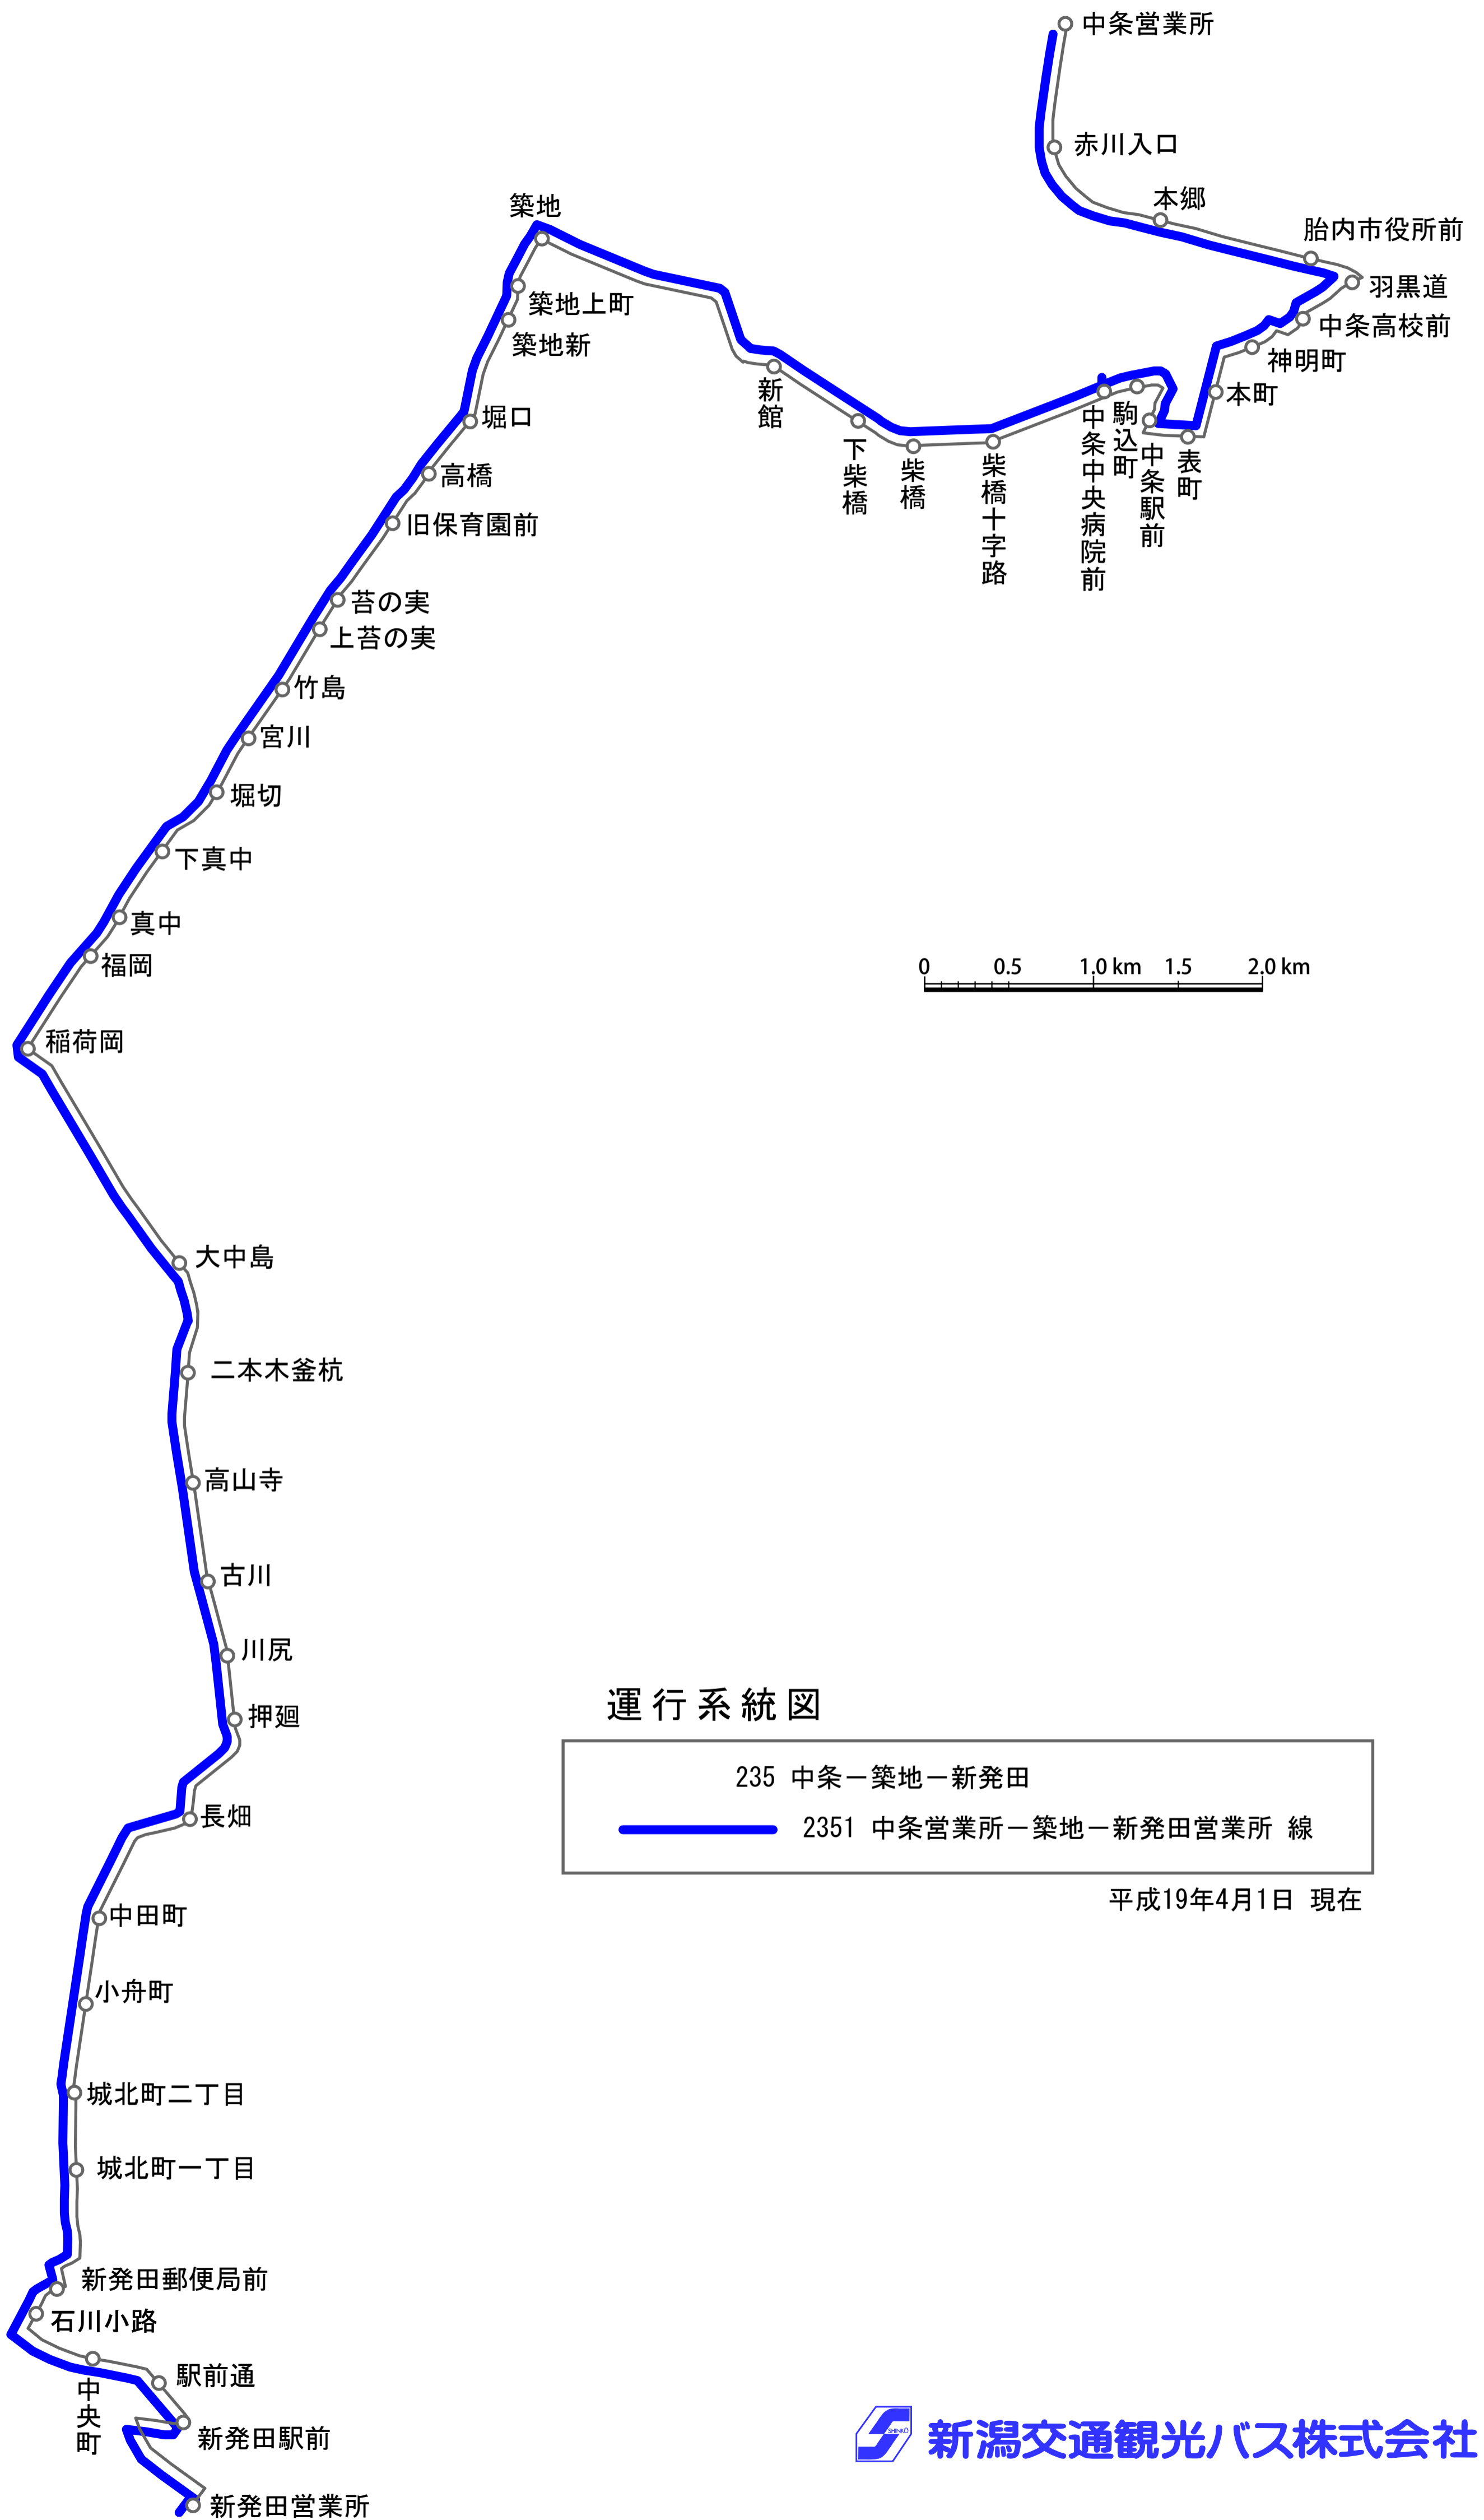 中条営業所
赤川入口
本郷
胎内市役所前
羽黒道
中条高校前
神明町
本町
表町
中条駅前
駒込町
中条中央病院前
柴橋十字路
柴橋
下柴橋
新館
築地
築地上町
築地新
堀口
高橋
旧保育園前
苔の実
上苔の実
竹島
宮川
堀切
下真中
真中
福岡
稲荷岡
0 0.5 1.0 km 1.5 2.0 km
大中島
二本木釜杭
高山寺
古川
川尻
押廻
長畑
中田町
小舟町
城北町二丁目
城北町一丁目
新発田郵便局前
石川小路
中央町
駅前通
新発田駅前
新発田営業所
運行系統図
235 中条－築地－新発田
2351 中条営業所－築地－新発田営業所 線
平成19年4月1日 現在
SHINKO
新潟交通観光バス株式会社